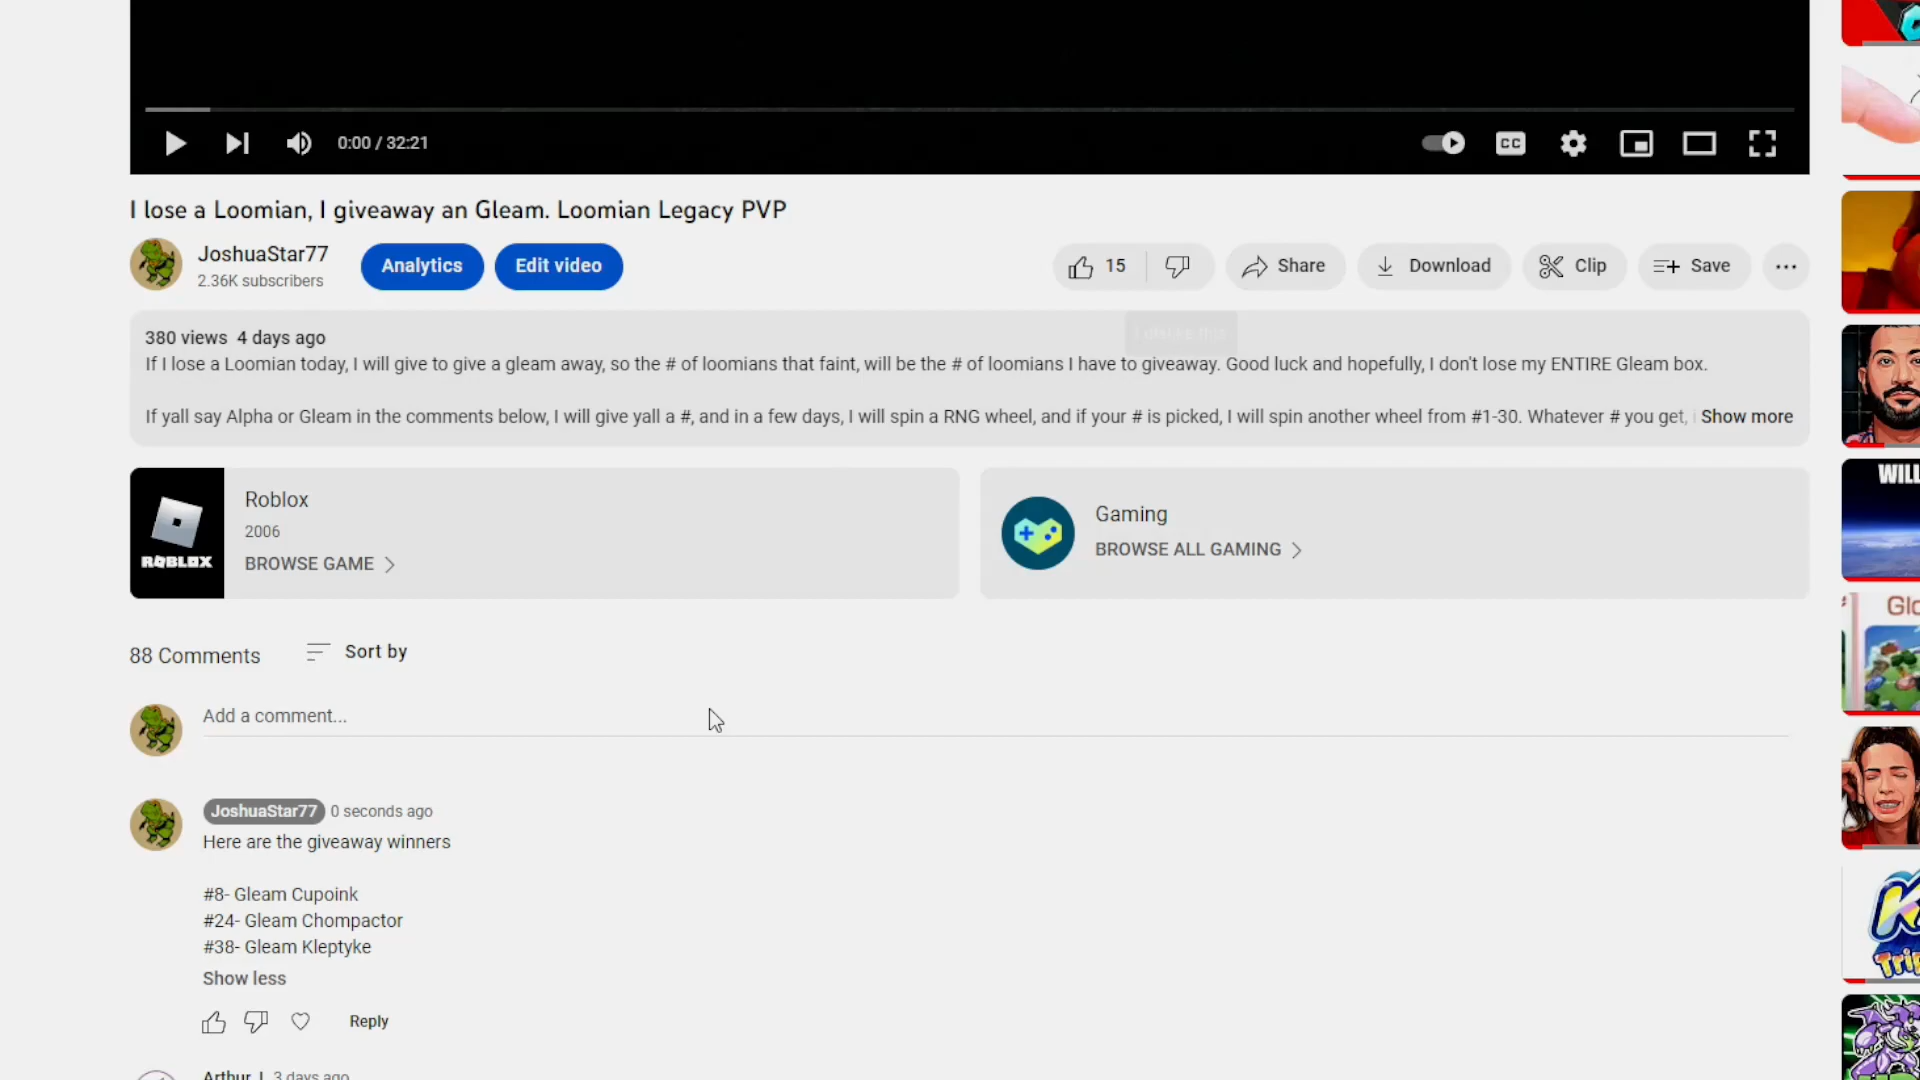 0:00 / 32:21
CC
I lose a Loomian, I giveaway an Gleam. Loomian Legacy PVP
JoshuaStar77
2.36K subscribers
Analytics
Edit video
15
Share
Download
Clip
Save
380 views 4 days ago
I dislike this
If I lose a Loomian today, I will give to give a gleam away, so the # of loomians that faint, will be the # of loomians I have to giveaway. Good luck and hopefully, I don't lose my ENTIRE Gleam box.
If yall say Alpha or Gleam in the comments below, I will give yall a #, and in a few days, I will spin a RNG wheel, and if your # is picked, I will spin another wheel from #1-30. Whatever # you get, Show more
WILL
ROBLOX
Roblox
2006
BROWSE GAME
Gaming
BROWSE ALL GAMING
Glo
88 Comments
Sort by
Add a comment...
JoshuaStar77 0 seconds ago
Here are the giveaway winners
#8- Gleam Cupoink
#24- Gleam Chompactor
#38- Gleam Kleptyke
Show less
Reply
Trip
Arthur 3 days ago